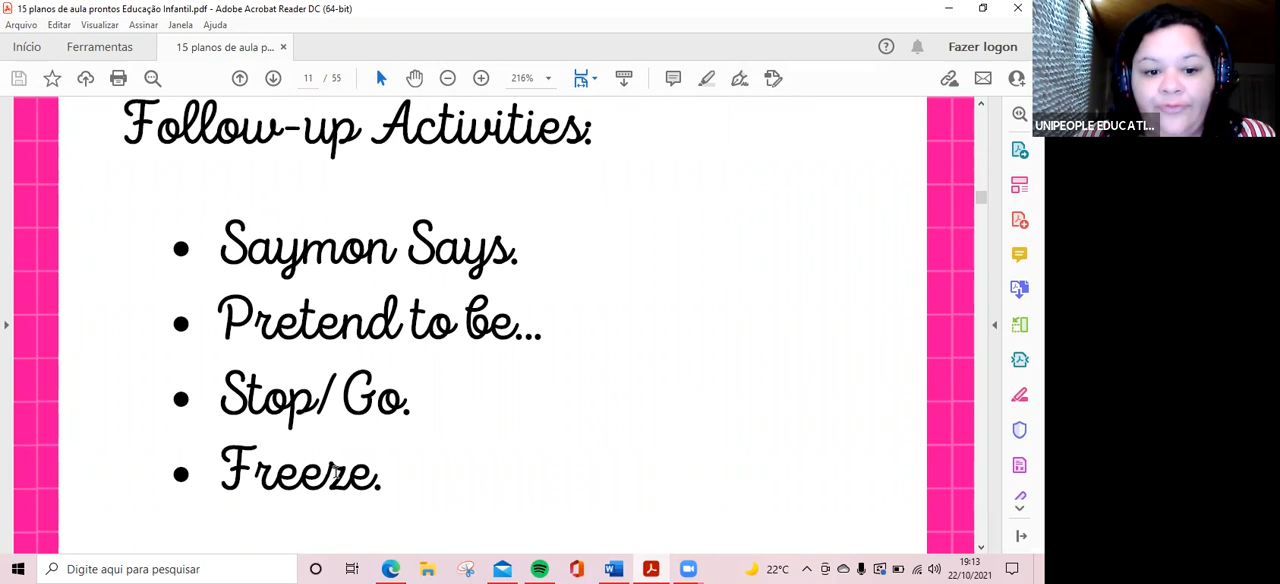 15 planos de aula prontos Educação Infantil.pdf - Adobe Acrobat Reader DC (64-bit)
Arquivo Editar Visualizar Assinar Janela Ajuda
Início Ferramentas 15 planos de aula p... Fazer logon
11 / 55 216%
UNIPEOPLE EDUCATI...
Follow-up Activities:
Saymon Says.
Pretend to be...
Stop/Go.
Freeze.
Digite aqui para pesquisar
22°C
19:13
22/10/2021